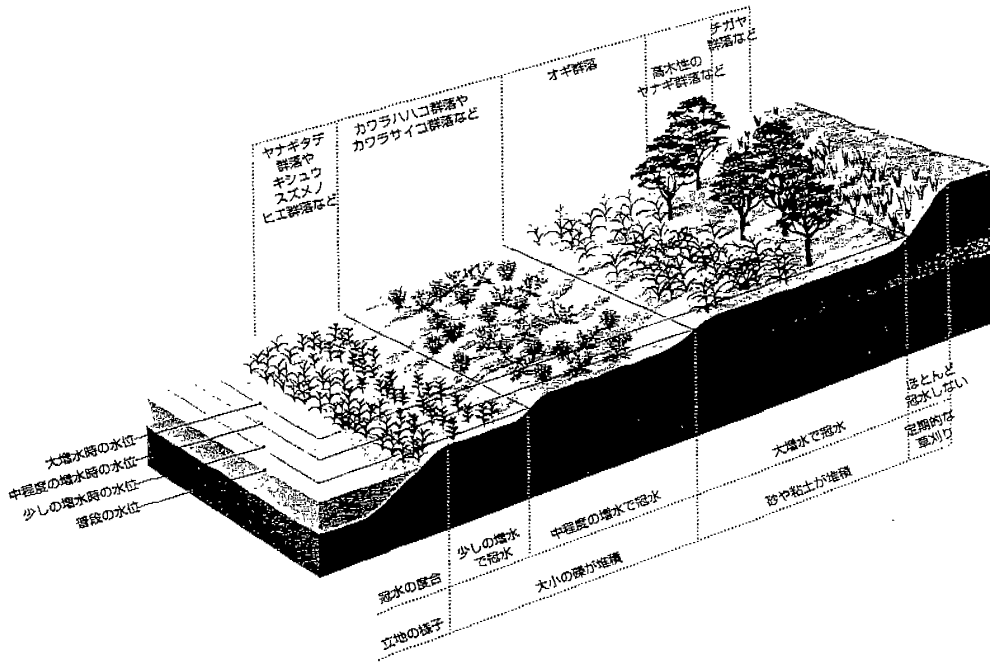 ヤナギタデ
群落や
キシュウ
スズメノ
ヒエ群落など
カワラハハコ群落や
カワラサイコ群落など
オギ群落
高木性の
ヤナギ群落など
チガヤ
群落など
大増水時の水位
中程度の増水時の水位
少しの増水時の水位
普段の水位
冠水の度合
少しの増水
で冠水
中程度の増水で冠水
大増水で冠水
ほとんど
冠水しない
立地の様子
大小の礫が堆積
砂や粘土が堆積
定期的な
草刈り